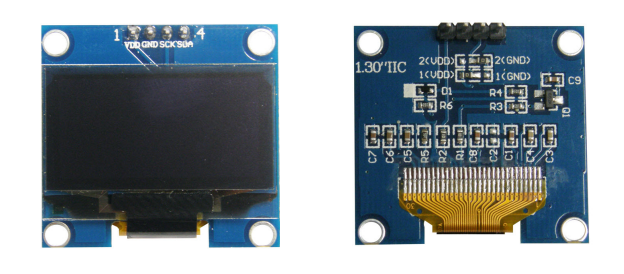 1 4
VDD GND SCK SDA
1.30"IIC
2(VDD) 2(GND)
1(VDD) 1(GND)
C9
D1 R4
R6 R3
C7 C6 C5 R5 R2 R1 C8 C2 C1 C4 C3